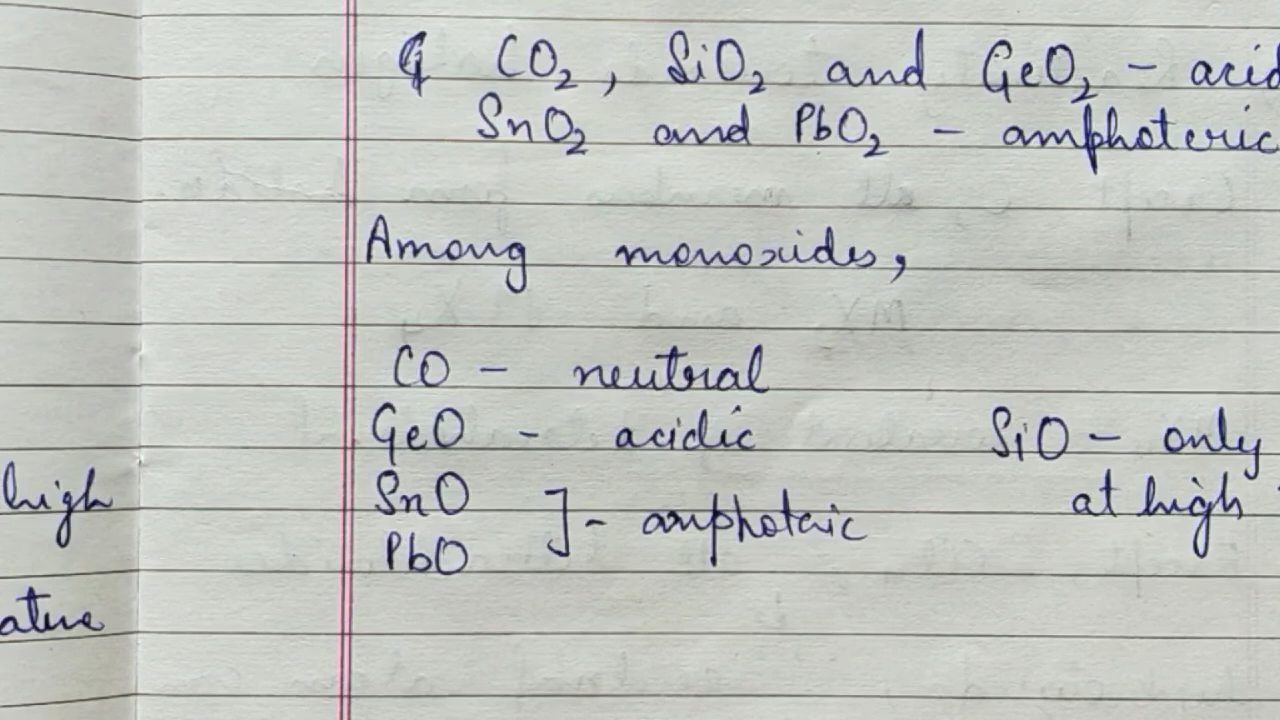 CO₂, SiO₂ and GeO₂ - acid
SnO₂ and PbO₂ - amphoteric
Among monoxides,
CO - neutral
GeO - acidic SiO - only
SnO at high
high ] - amphoteric
PbO
ature